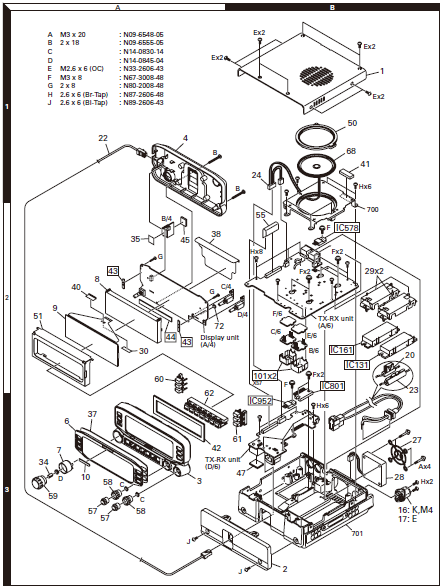 A B
A M3 x 20 : N09-6548-05
B 2 x 18 : N09-6555-05
C : N14-0830-14
D : N14-0845-04
E M2.6 x 6 (OC) : N33-2606-43
F M3 x 8 : N67-3008-48
G 2 x 8 : N80-2008-48
H 2.6 x 6 (Br-Tap) : N87-2606-48
J 2.6 x 6 (BI-Tap) : N89-2606-43
Ex2
Ex2
Ex2
Ex2
1
1
50
22
4
68
41
24
B
Hx6
B
700
55
B/4
F
IC578
35
45
38
Hx8
Fx2
G
43
Fx2
29x2
8
C/4
40
G
2
9
D/4
51
72
F/6
TX-RX unit
(A/6)
C/6
E/6
44
43
Display unit
(A/4)
B/6
IC161
30
20
IC131
101x2
Fx2
60
62
F
IC801
23
IC952
Hx6
37
6
42
61
27
7
TX-RX unit
(D/6)
34
47
Ax4
D
10
3
28
Hx2
58
C
59
C
3
57
58
57
16: K,M4
17: E
701
J
2
J